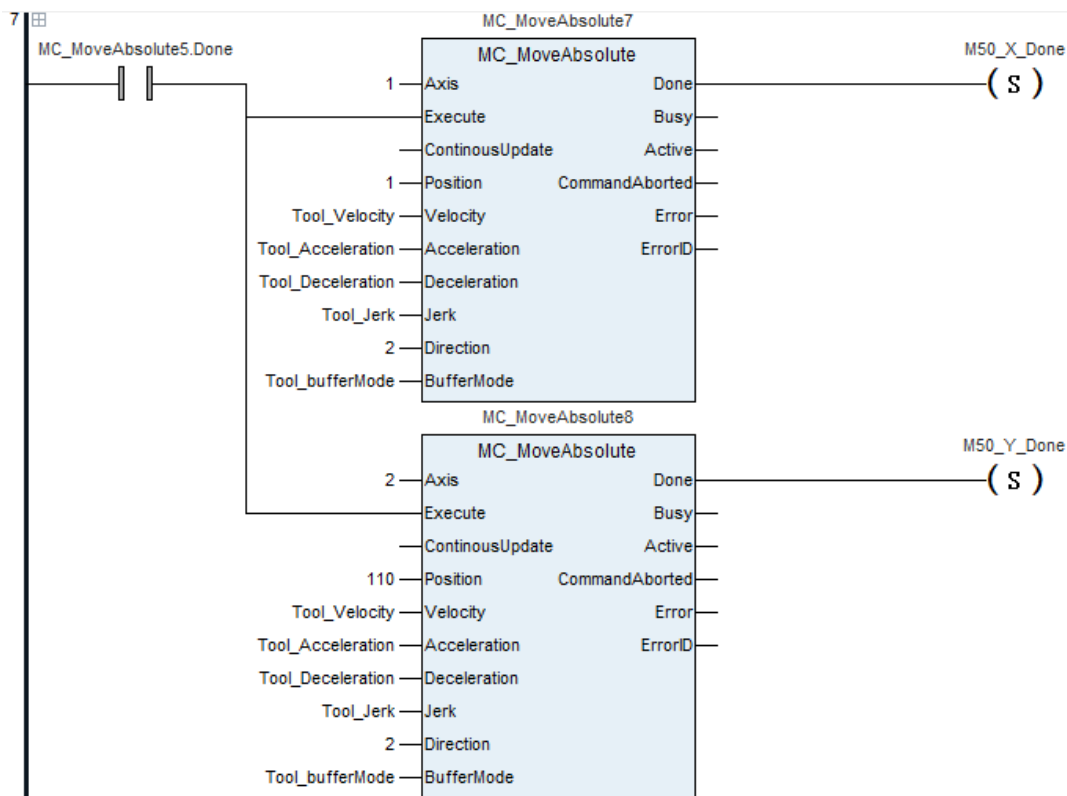 7
MC_MoveAbsolute7
MC_MoveAbsolute5.Done
M50_X_Done
MC_MoveAbsolute
1 Axis Done ( S )
Execute Busy
ContinousUpdate Active
1 Position CommandAborted
Tool_Velocity Velocity Error
Tool_Acceleration Acceleration ErrorID
Tool_Deceleration Deceleration
Tool_Jerk Jerk
2 Direction
Tool_bufferMode BufferMode
MC_MoveAbsolute8
M50_Y_Done
MC_MoveAbsolute
2 Axis Done ( S )
Execute Busy
ContinousUpdate Active
110 Position CommandAborted
Tool_Velocity Velocity Error
Tool_Acceleration Acceleration ErrorID
Tool_Deceleration Deceleration
Tool_Jerk Jerk
2 Direction
Tool_bufferMode BufferMode